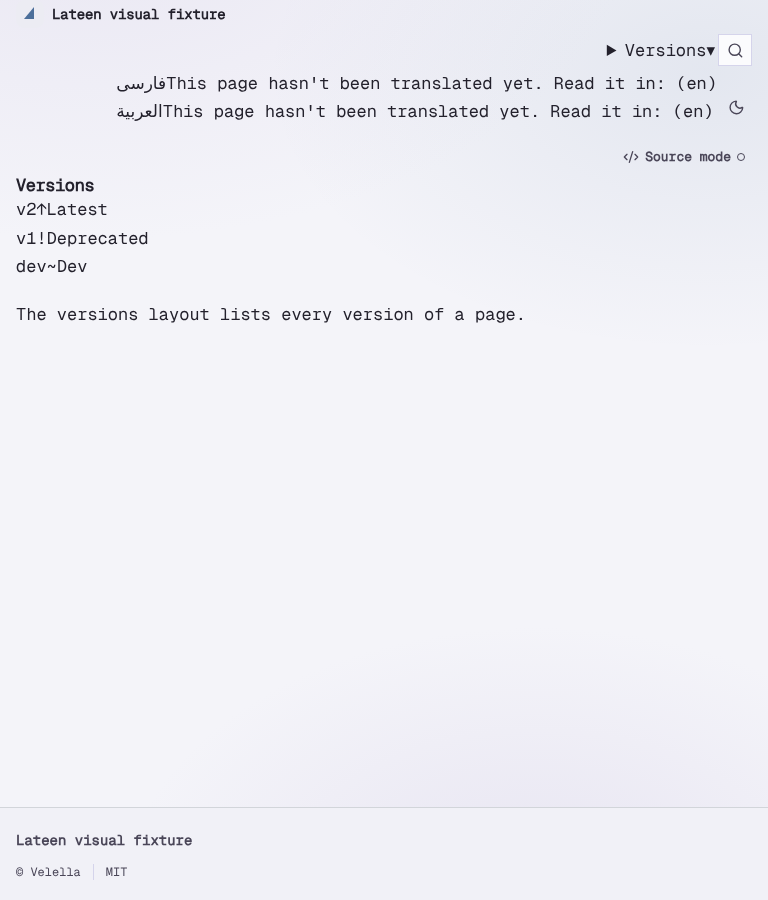 Lateen visual fixture
▶ Versions▾
فارسیThis page hasn't been translated yet. Read it in: (en)
العربيةThis page hasn't been translated yet. Read it in: (en)
</> Source mode ○
Versions
v2↑Latest
v1!Deprecated
dev~Dev
The versions layout lists every version of a page.
Lateen visual fixture
© Velella
MIT